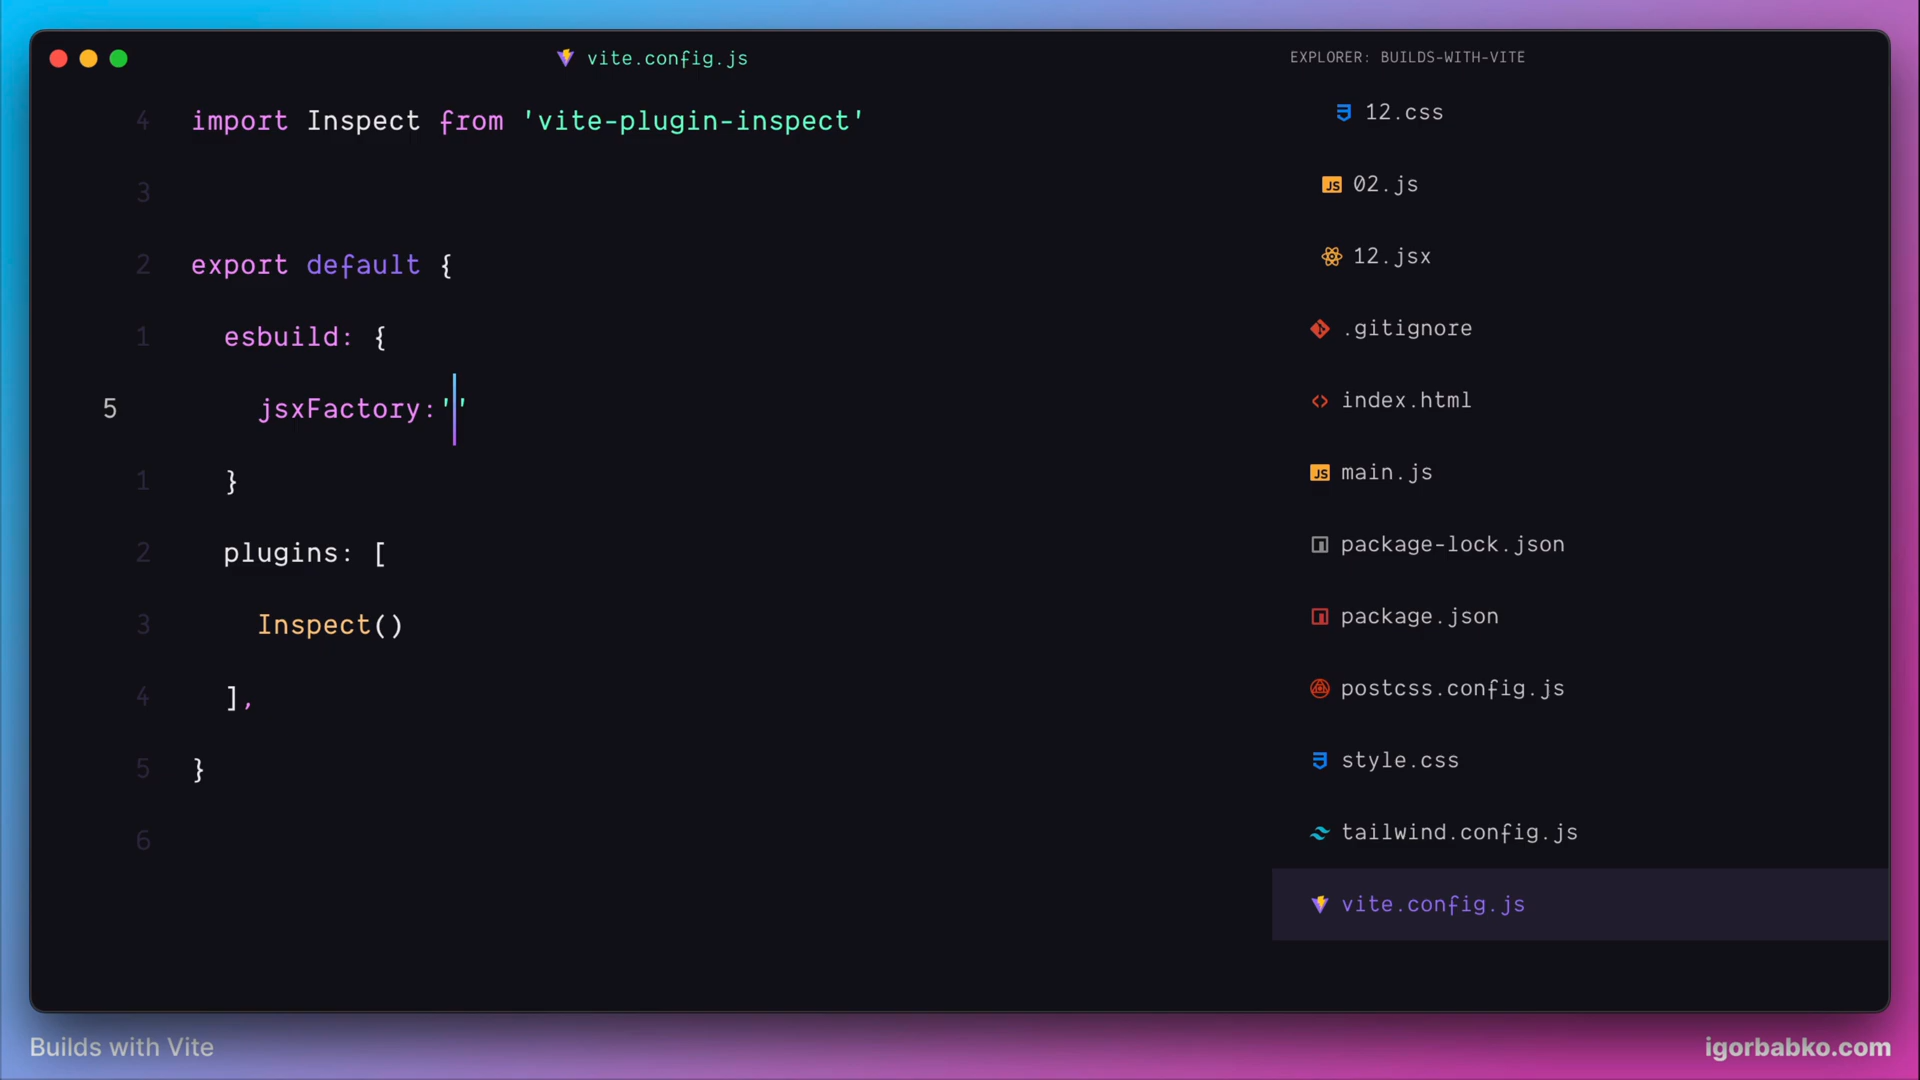 vite.config.js
4 import Inspect from 'vite-plugin-inspect'
3
2 export default {
1 esbuild: {
5 jsxFactory:''
1 }
2 plugins: [
3 Inspect()
4 ],
5 }
6
EXPLORER: BUILDS-WITH-VITE
12.css
JS 02.js
12.jsx
.gitignore
index.html
JS main.js
package-lock.json
package.json
postcss.config.js
style.css
tailwind.config.js
vite.config.js
Builds with Vite
igorbabko.com